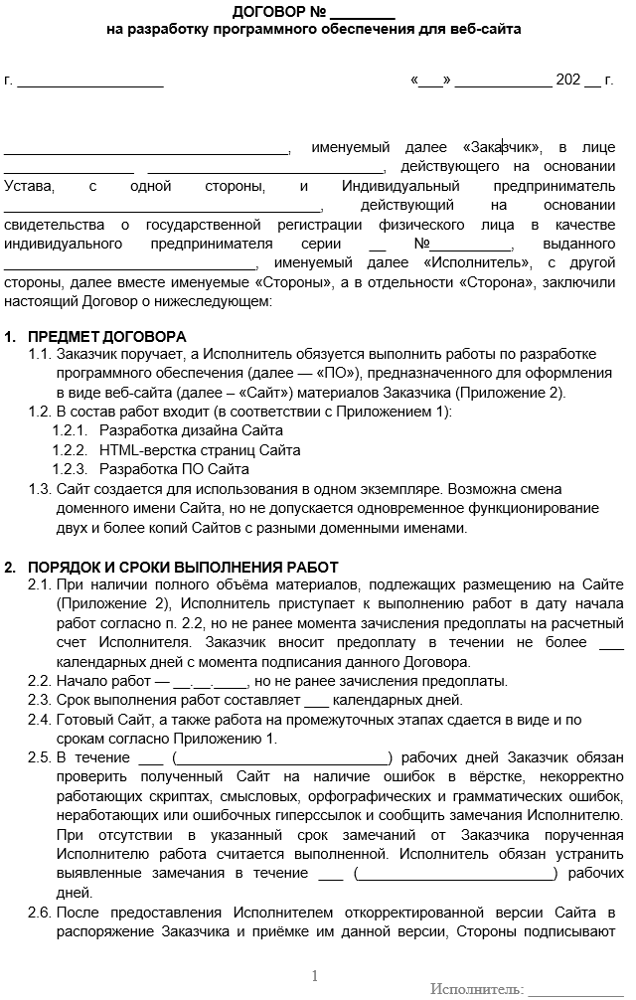 ДОГОВОР № ________
на разработку программного обеспечения для веб-сайта
г. __________________ «___» ____________ 202 __ г.
___________________________________, именуемый далее «Заказчик», в лице
________________ _____________________________, действующего на основании
Устава, с одной стороны, и Индивидуальный предприниматель
_______________________________________, действующий на основании
свидетельства о государственной регистрации физического лица в качестве
индивидуального предпринимателя серии __ №__________, выданного
_______________________________, именуемый далее «Исполнитель», с другой
стороны, далее вместе именуемые «Стороны», а в отдельности «Сторона», заключили
настоящий Договор о нижеследующем:
1. ПРЕДМЕТ ДОГОВОРА
1.1. Заказчик поручает, а Исполнитель обязуется выполнить работы по разработке
программного обеспечения (далее — «ПО»), предназначенного для оформления
в виде веб-сайта (далее – «Сайт») материалов Заказчика (Приложение 2).
1.2. В состав работ входит (в соответствии с Приложением 1):
1.2.1. Разработка дизайна Сайта
1.2.2. HTML-верстка страниц Сайта
1.2.3. Разработка ПО Сайта
1.3. Сайт создается для использования в одном экземпляре. Возможна смена
доменного имени Сайта, но не допускается одновременное функционирование
двух и более копий Сайтов с разными доменными именами.
2. ПОРЯДОК И СРОКИ ВЫПОЛНЕНИЯ РАБОТ
2.1. При наличии полного объёма материалов, подлежащих размещению на Сайте
(Приложение 2), Исполнитель приступает к выполнению работ в дату начала
работ согласно п. 2.2, но не ранее момента зачисления предоплаты на расчетный
счет Исполнителя. Заказчик вносит предоплату в течении не более ___
календарных дней с момента подписания данного Договора.
2.2. Начало работ — __.__.____, но не ранее зачисления предоплаты.
2.3. Срок выполнения работ составляет ___ календарных дней.
2.4. Готовый Сайт, а также работа на промежуточных этапах сдается в виде и по
срокам согласно Приложению 1.
2.5. В течение ___ (__________________________) рабочих дней Заказчик обязан
проверить полученный Сайт на наличие ошибок в вёрстке, некорректно
работающих скриптах, смысловых, орфографических и грамматических ошибок,
неработающих или ошибочных гиперссылок и сообщить замечания Исполнителю.
При отсутствии в указанный срок замечаний от Заказчика порученная
Исполнителю работа считается выполненной. Исполнитель обязан устранить
выявленные замечания в течение ___ (________________________) рабочих
дней.
2.6. После предоставления Исполнителем откорректированной версии Сайта в
распоряжение Заказчика и приёмке им данной версии, Стороны подписывают
1
Исполнитель: ____________